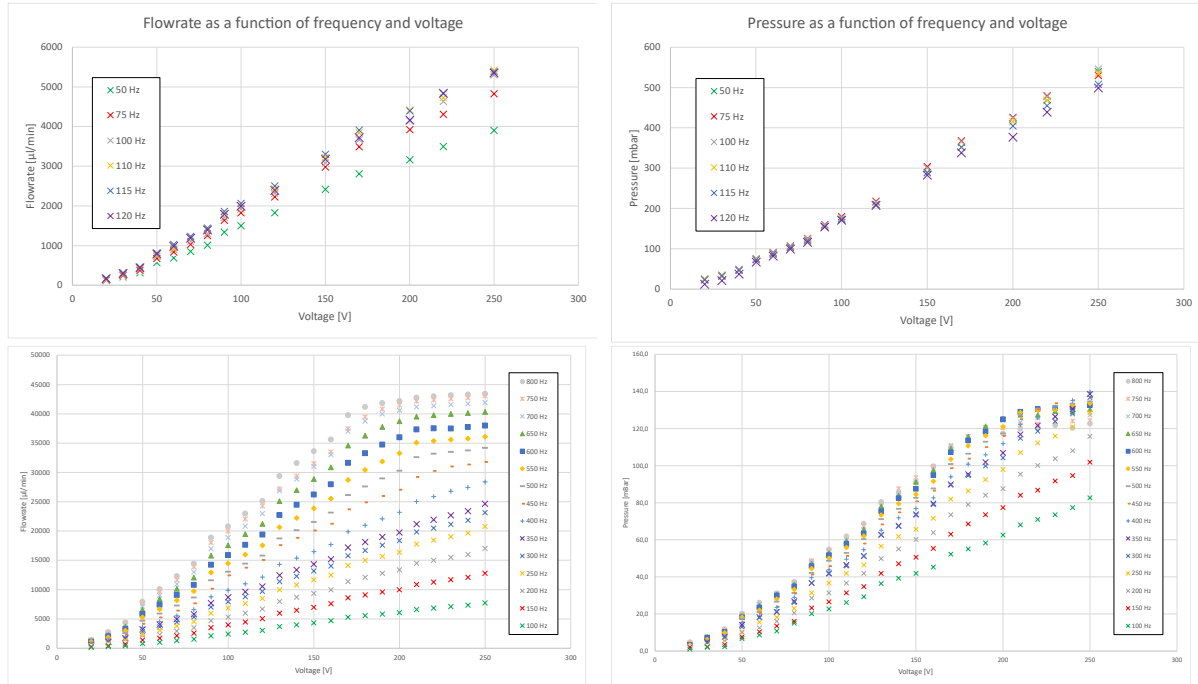 Flowrate as a function of frequency and voltage
Flowrate [µl/min]
6000
5000
4000
3000
2000
1000
0
50 Hz
75 Hz
100 Hz
110 Hz
115 Hz
120 Hz
0 50 100 150 200 250 300
Voltage [V]
Pressure as a function of frequency and voltage
Pressure [mbar]
600
500
400
300
200
100
0
50 Hz
75 Hz
100 Hz
110 Hz
115 Hz
120 Hz
0 50 100 150 200 250 300
Voltage [V]
Flowrate [µl/min]
50000
45000
40000
35000
30000
25000
20000
15000
10000
5000
0
800 Hz
750 Hz
700 Hz
650 Hz
600 Hz
550 Hz
500 Hz
450 Hz
400 Hz
350 Hz
300 Hz
250 Hz
200 Hz
150 Hz
100 Hz
0 50 100 150 200 250 300
Voltage [V]
Pressure [mBar]
160,0
140,0
120,0
100,0
80,0
60,0
40,0
20,0
0,0
800 Hz
750 Hz
700 Hz
650 Hz
600 Hz
550 Hz
500 Hz
450 Hz
400 Hz
350 Hz
300 Hz
250 Hz
200 Hz
150 Hz
100 Hz
0 50 100 150 200 250 300
Voltage [V]